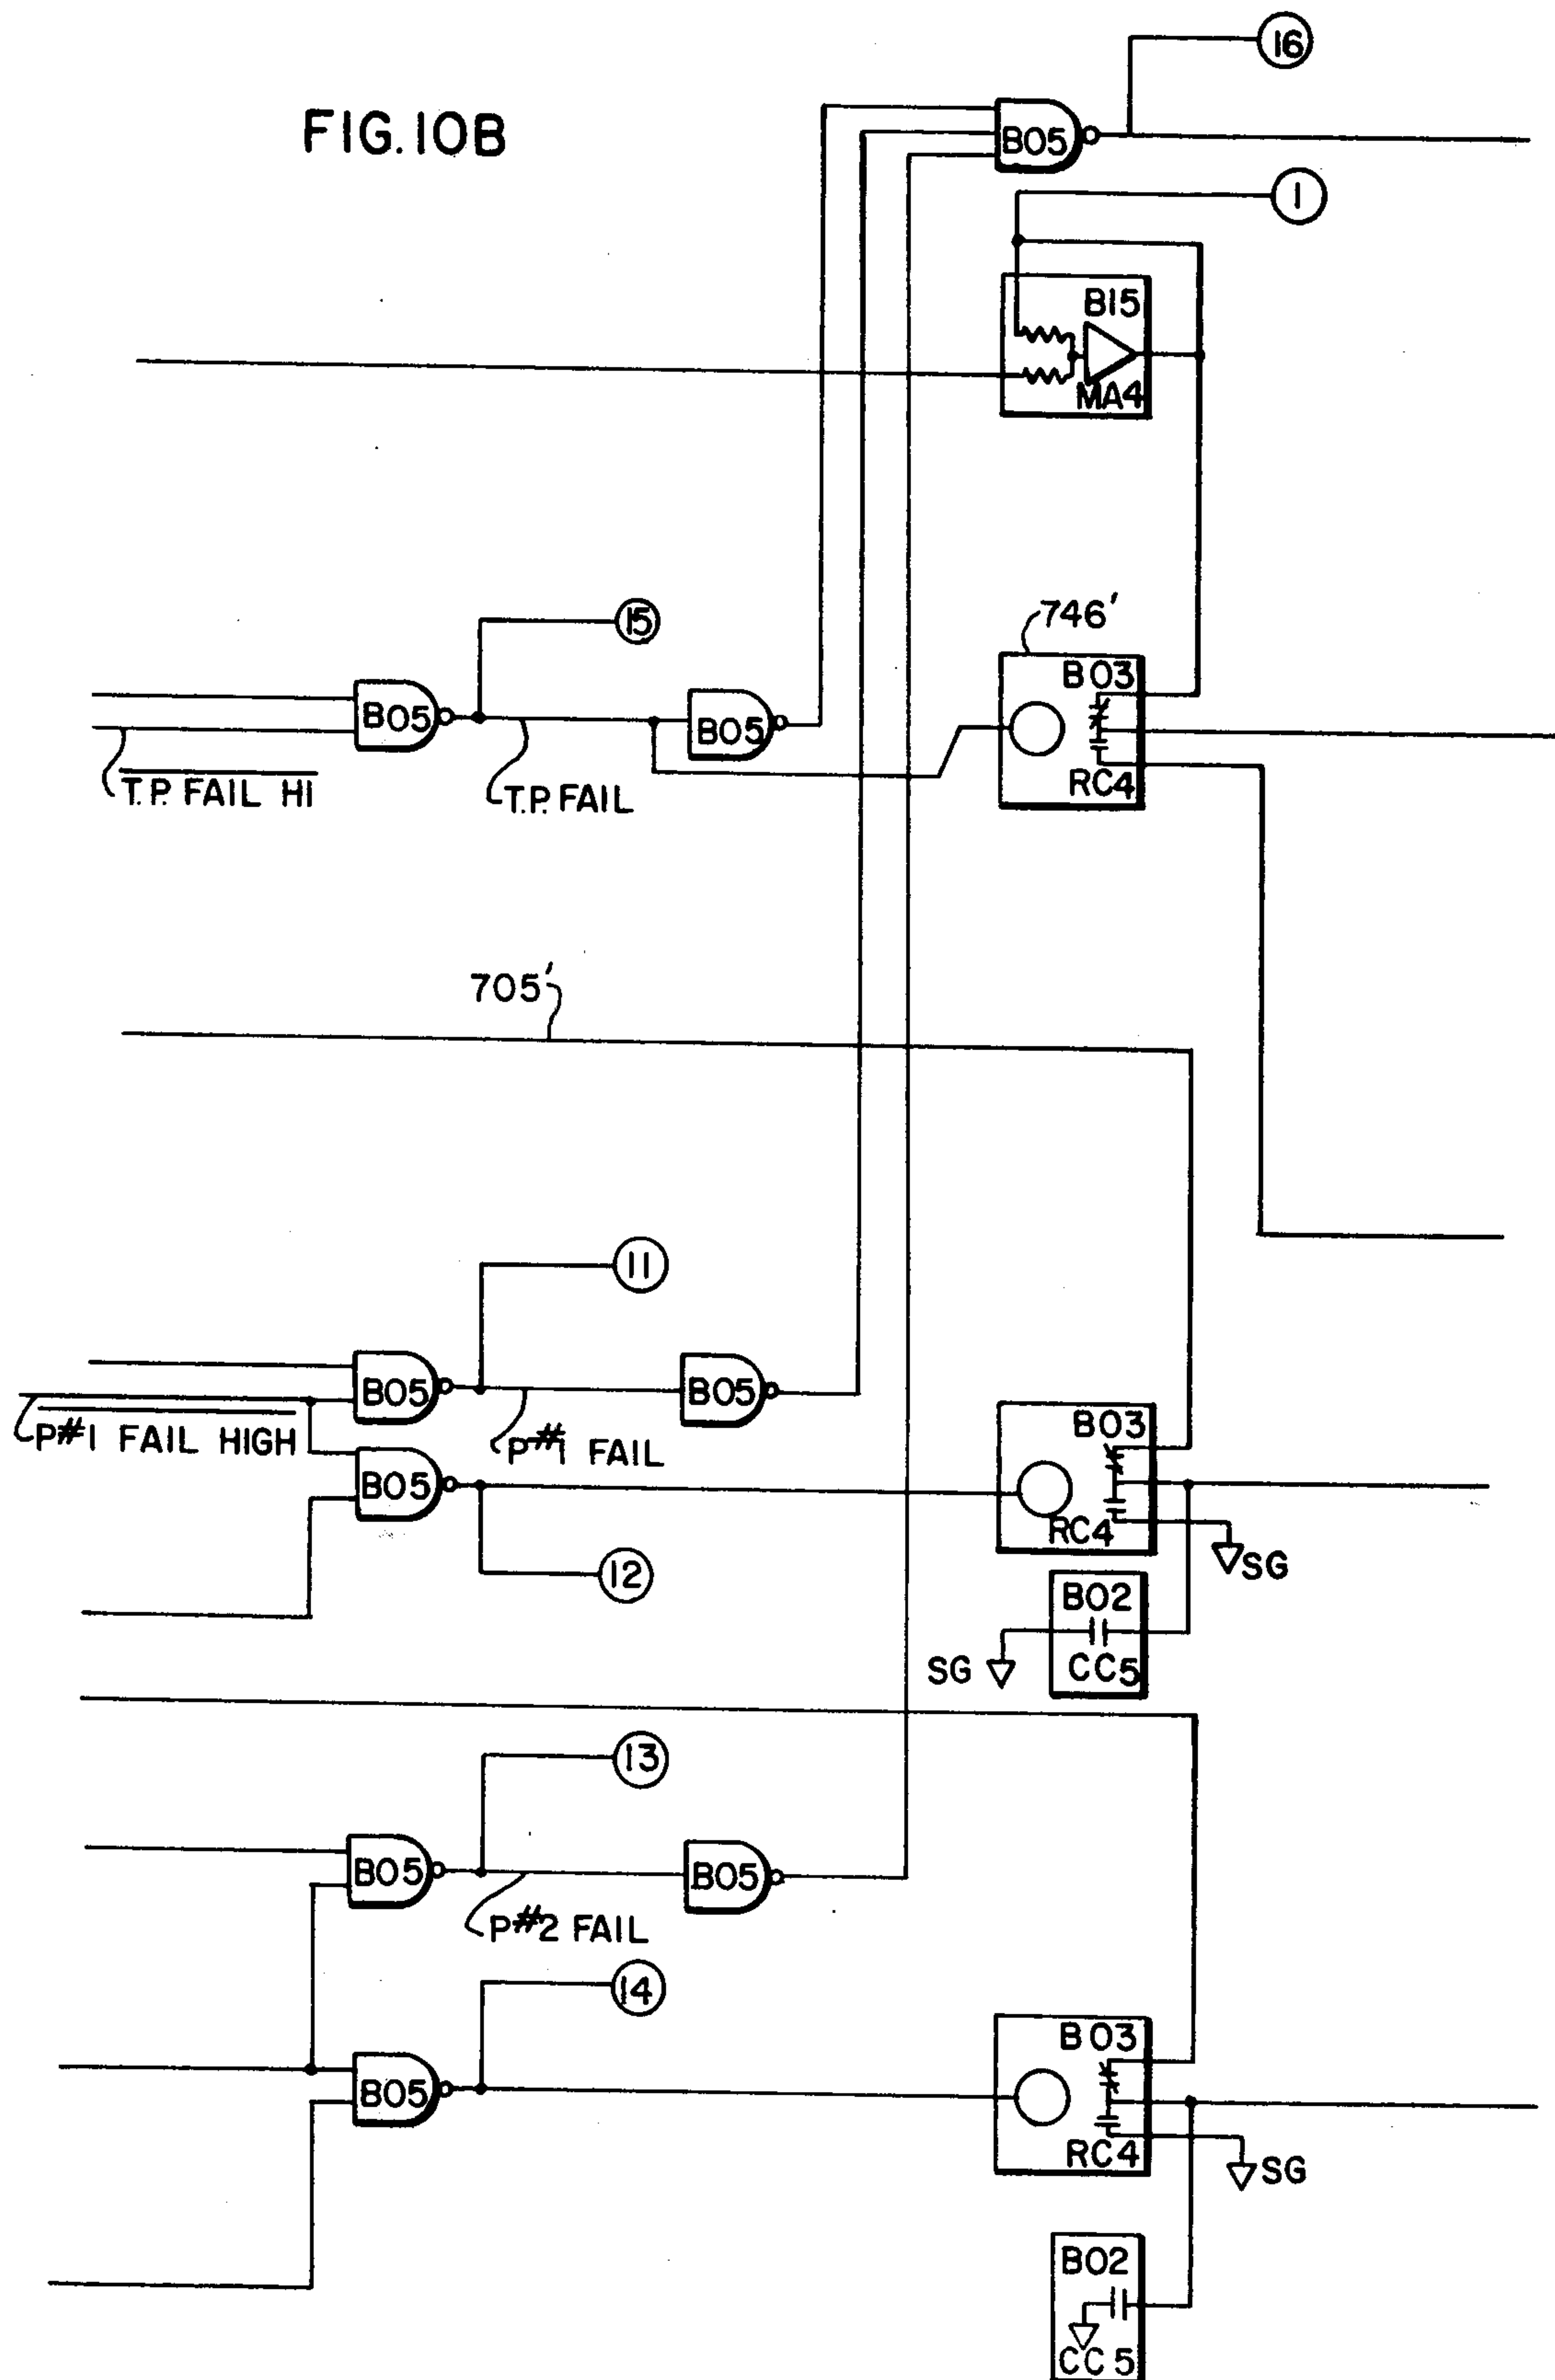 FIG. 10B
16
B05
1
B15
MA4
746'
B03
RC4
15
B05
B05
T.P. FAIL HI
T.P. FAIL
705'
11
B05
B05
P#1 FAIL HIGH
P#1 FAIL
B05
12
B03
RC4
SG
B02
CC5
SG
13
B05
B05
P#2 FAIL
14
B05
B03
RC4
SG
B02
CC5